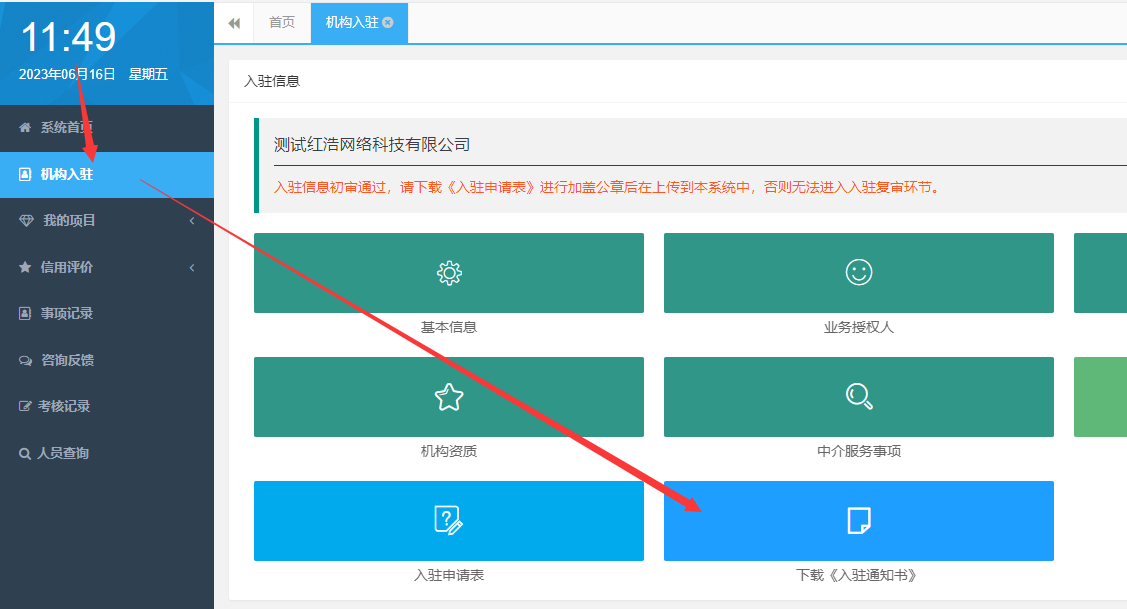 11:49
2023年06月16日 星期五
系统首页
机构入驻
我的项目
信用评价
事项记录
咨询反馈
考核记录
人员查询
首页 机构入驻
入驻信息
测试红浩网络科技有限公司
入驻信息初审通过，请下载《入驻申请表》进行加盖公章后在上传到本系统中，否则无法进入入驻复审环节。
基本信息 业务授权人
机构资质 中介服务事项
入驻申请表 下载《入驻通知书》